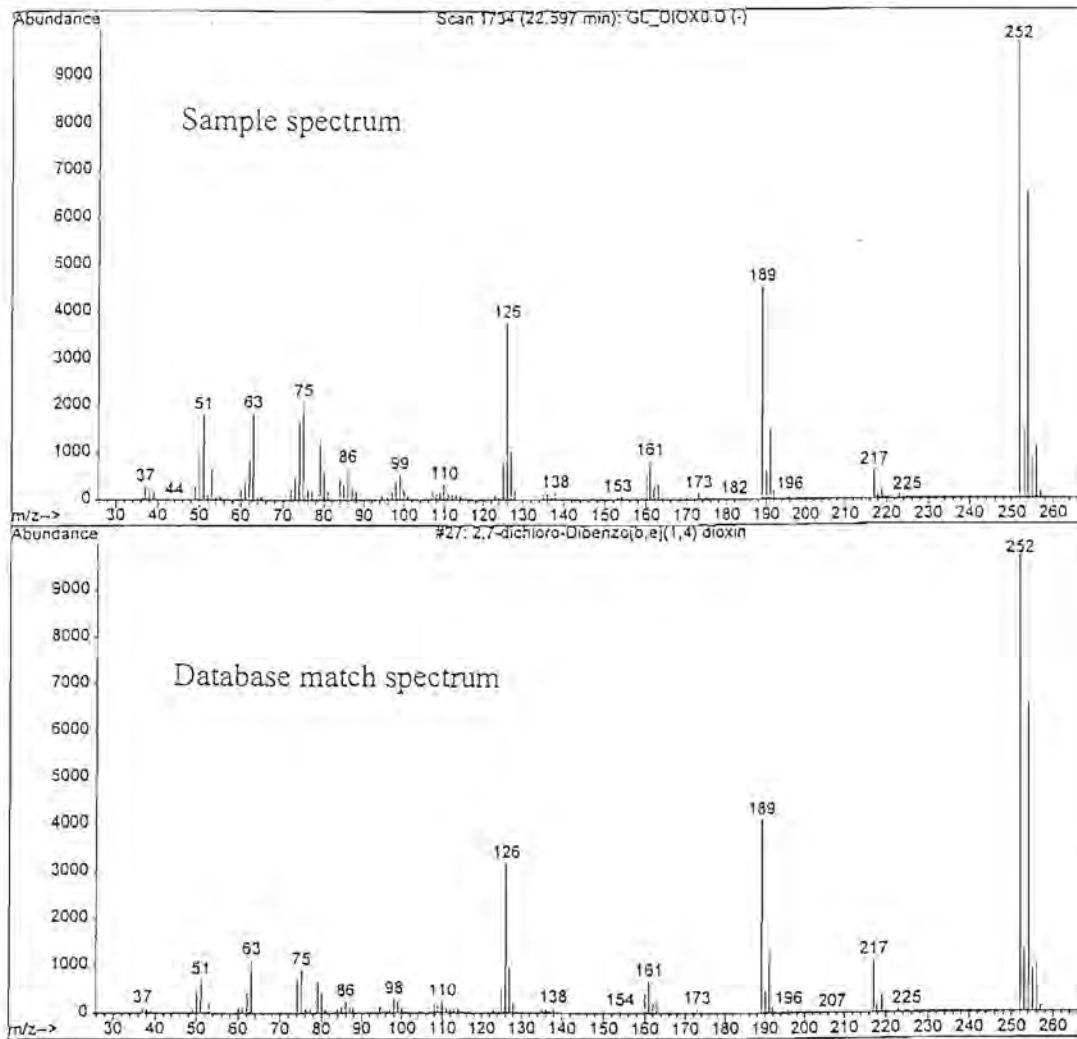 Abundance
Scan 1734 (22.597 min): GC_DIOX0.D (-)
252
9000
8000
Sample spectrum
7000
6000
5000
189
4000
126
3000
2000
51 63 75
1000
37 44 86 99 110 138 153 161 173 182 196 217 225
0
m/z--> 30 40 50 60 70 80 90 100 110 120 130 140 150 160 170 180 190 200 210 220 230 240 250 260
Abundance
#27: 2,7-dichloro-Dibenzo[b,e](1,4) dioxin
252
9000
8000
Database match spectrum
7000
6000
5000
189
4000
126
3000
2000
63 75 217
1000
37 51 86 98 110 138 154 161 173 196 207 225
0
m/z--> 30 40 50 60 70 80 90 100 110 120 130 140 150 160 170 180 190 200 210 220 230 240 250 260